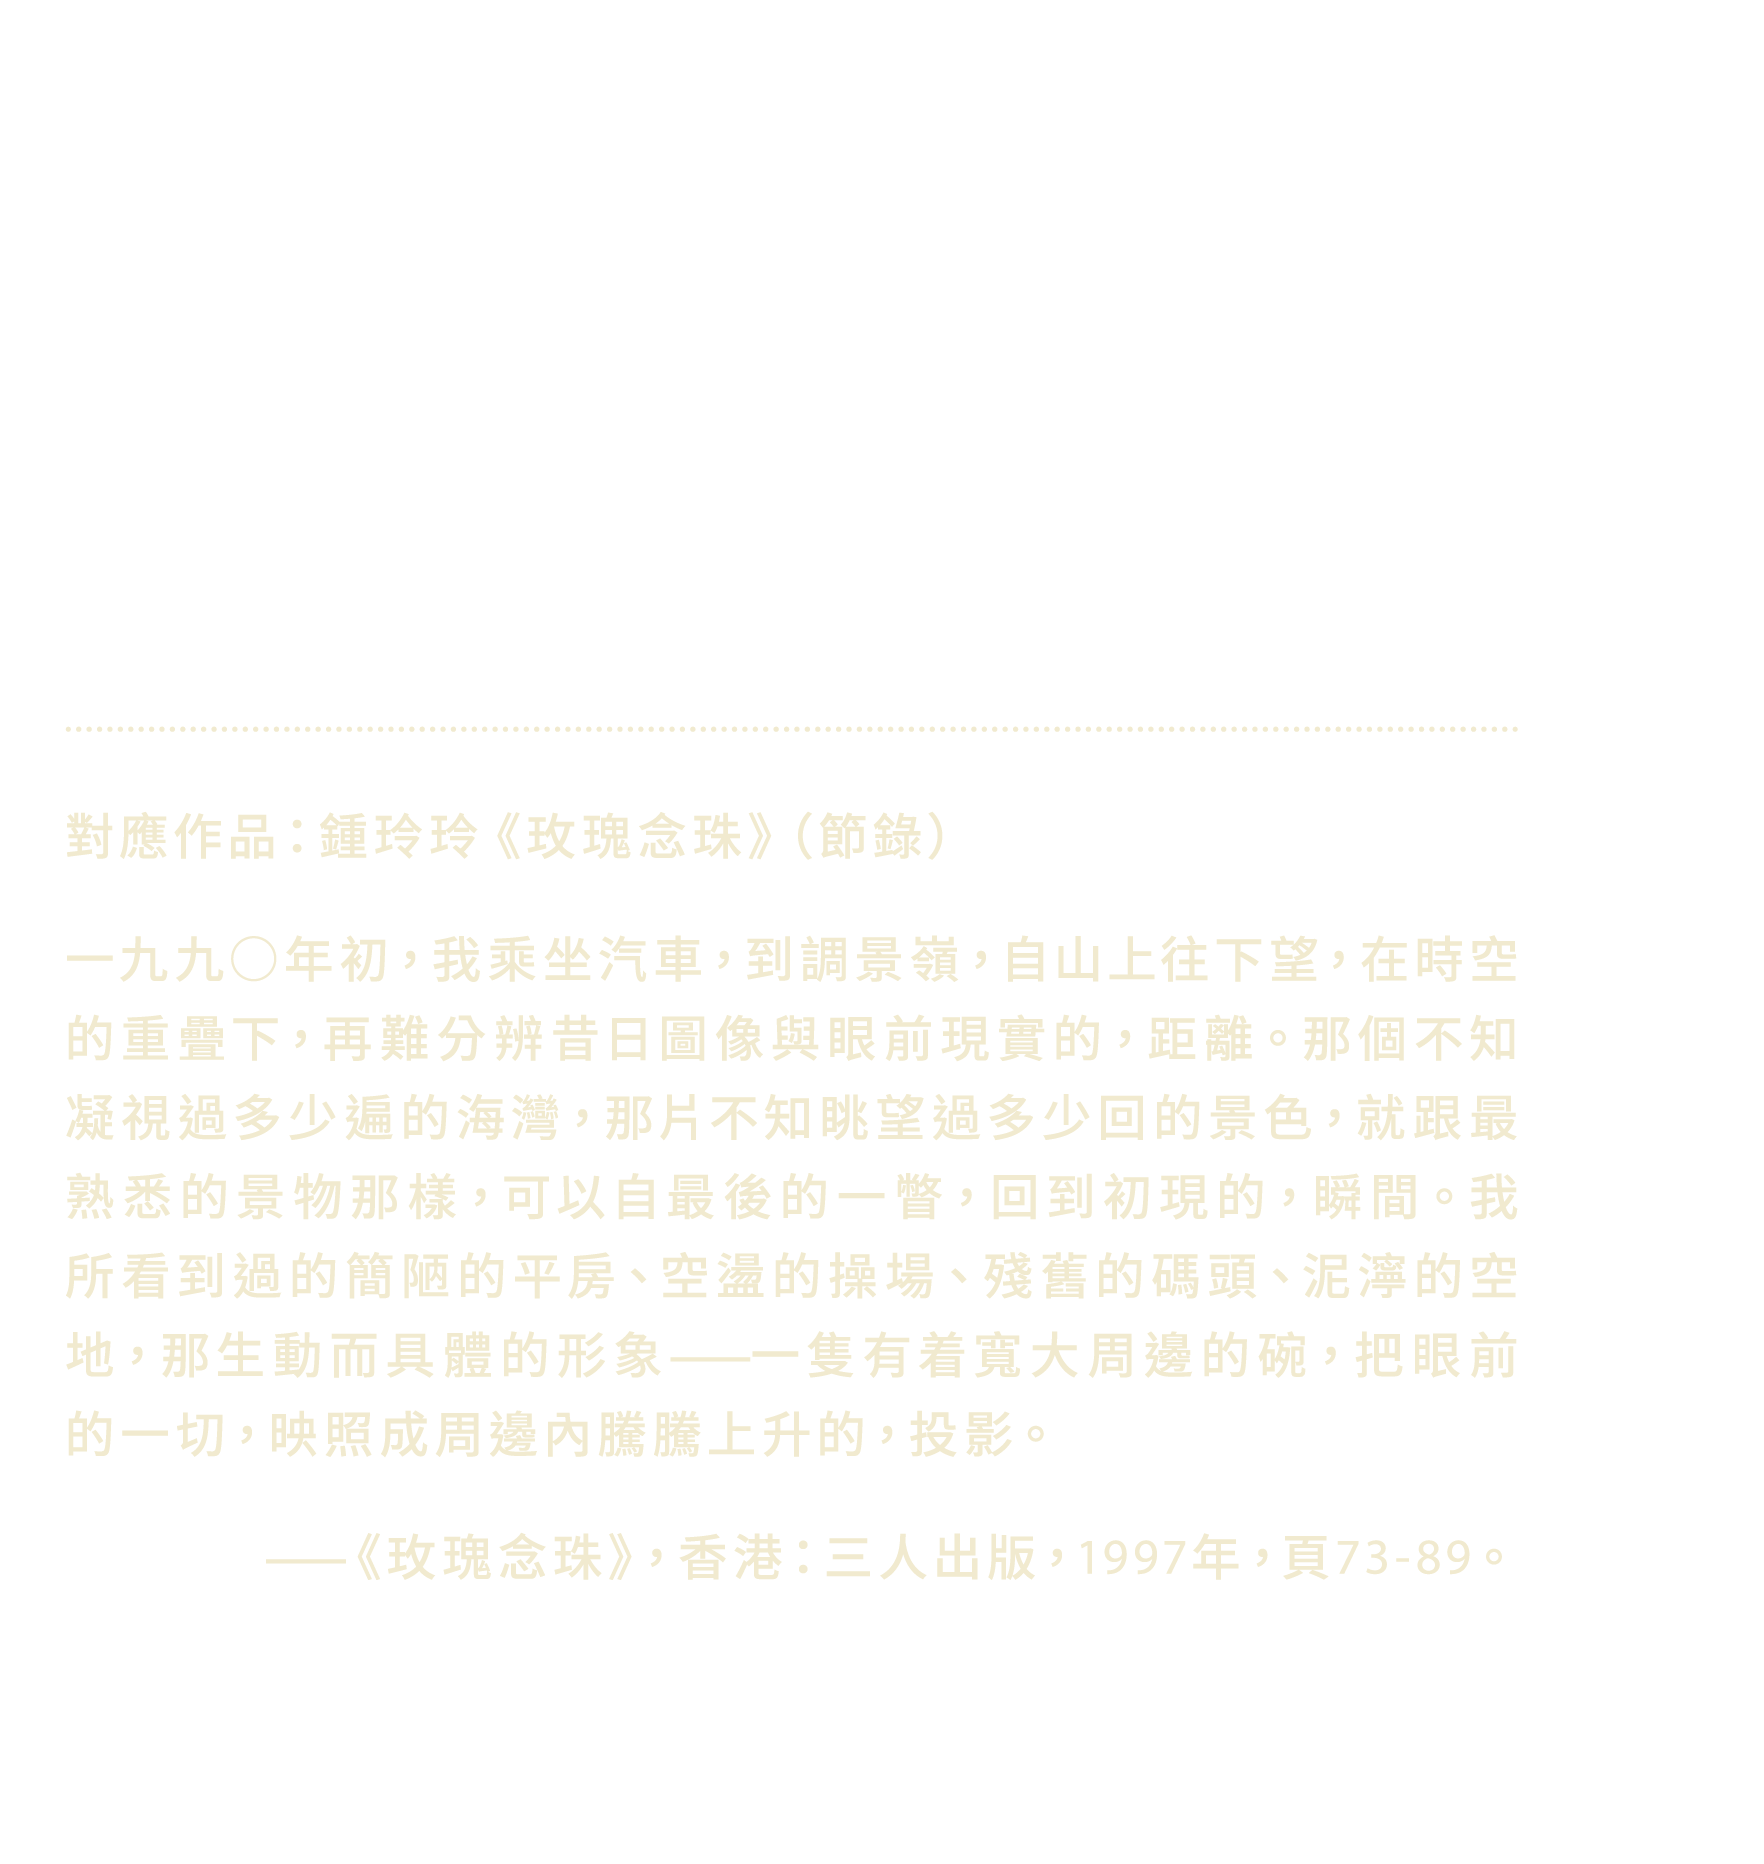 對應作品：鍾玲玲《玫瑰念珠》（節錄）
一九九〇年初，我乘坐汽車，到調景嶺，自山上往下望，在時空
的重疊下，再難分辨昔日圖像與眼前現實的，距離。那個不知
凝視過多少遍的海灣，那片不知眺望過多少回的景色，就跟最
熟悉的景物那樣，可以自最後的一瞥，回到初現的，瞬間。我
所看到過的簡陋的平房、空盪的操場、殘舊的碼頭、泥濘的空
地，那生動而具體的形象——一隻有着寬大周邊的碗，把眼前
的一切，映照成周邊內騰騰上升的，投影。
——《玫瑰念珠》，香港：三人出版，1997年，頁73-89。